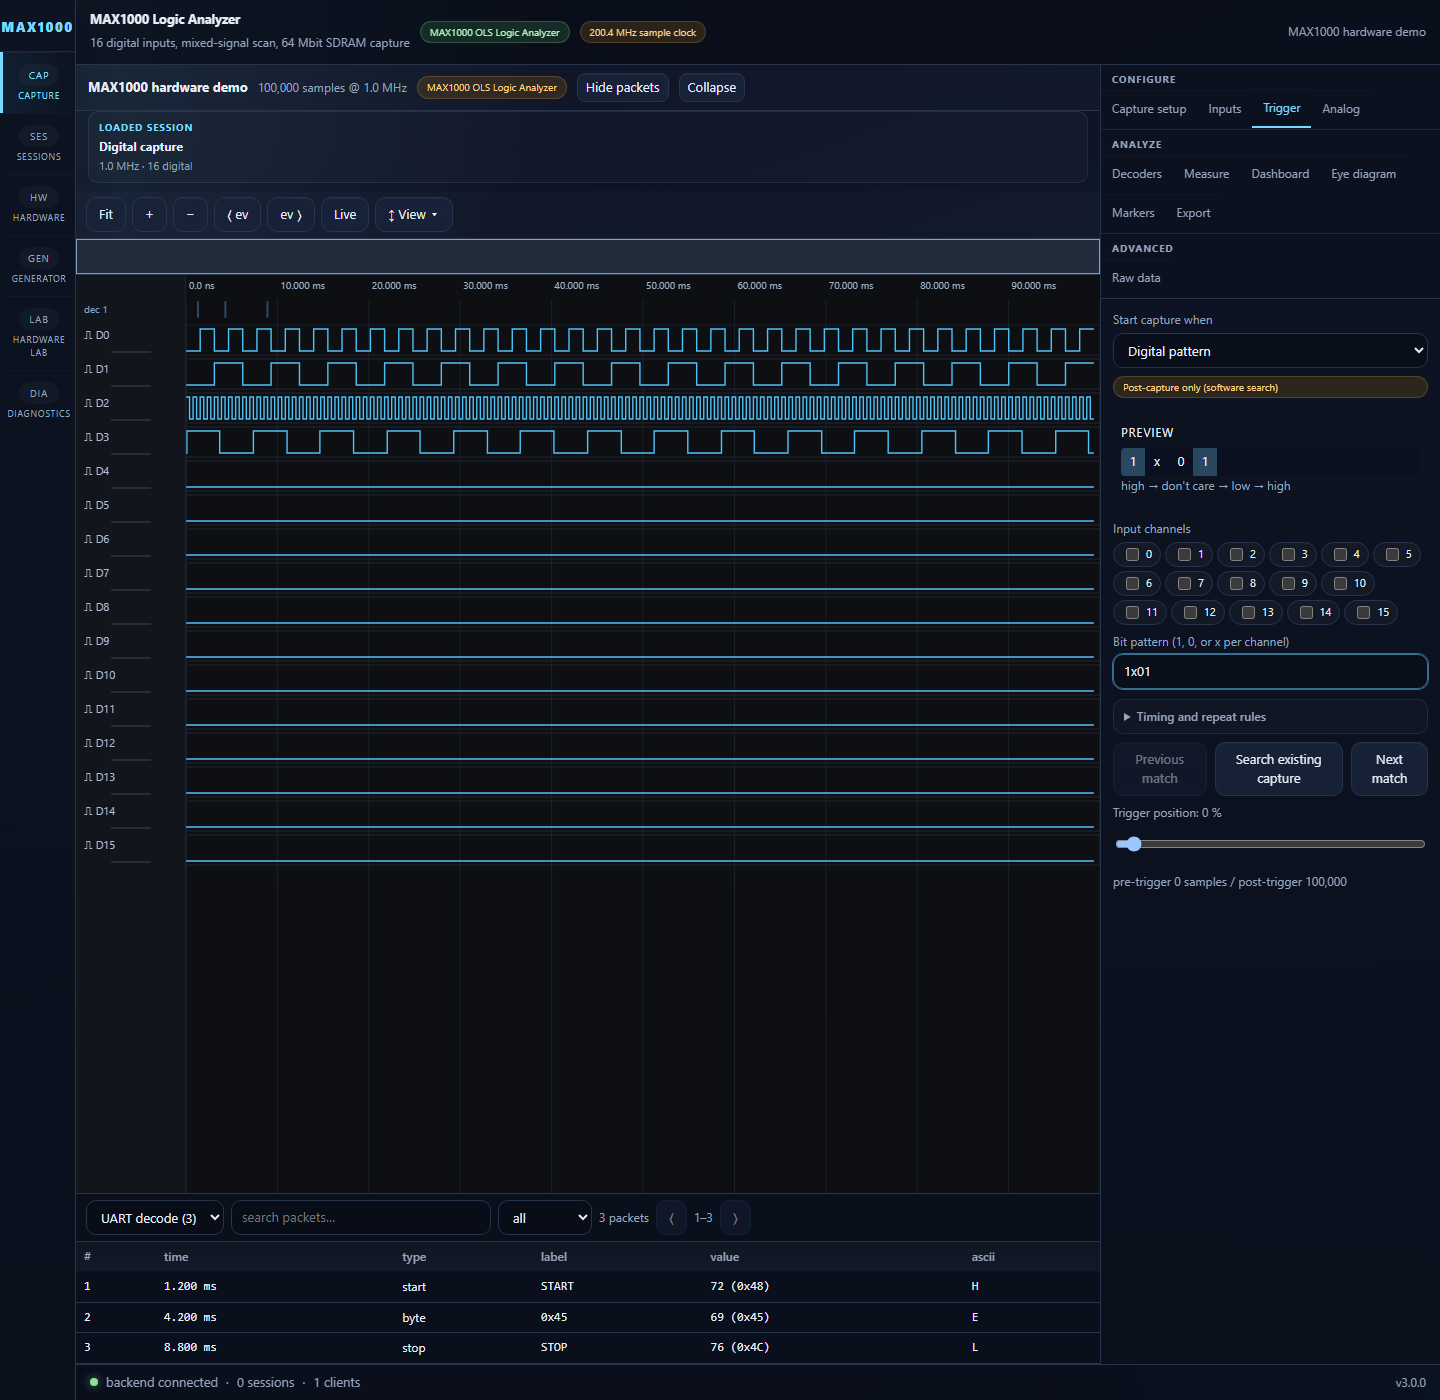 MAX1000
CAP
CAPTURE
SES
SESSIONS
HW
HARDWARE
GEN
GENERATOR
LAB
HARDWARE
LAB
DIA
DIAGNOSTICS
MAX1000 Logic Analyzer
16 digital inputs, mixed-signal scan, 64 Mbit SDRAM capture
MAX1000 OLS Logic Analyzer
200.4 MHz sample clock
MAX1000 hardware demo
MAX1000 hardware demo 100,000 samples @ 1.0 MHz MAX1000 OLS Logic Analyzer Hide packets Collapse
LOADED SESSION
Digital capture
1.0 MHz · 16 digital
Fit + − ⟨ ev ev ⟩ Live ↕ View ▾
0.0 ns 10.000 ms 20.000 ms 30.000 ms 40.000 ms 50.000 ms 60.000 ms 70.000 ms 80.000 ms 90.000 ms
dec 1
D0
D1
D2
D3
D4
D5
D6
D7
D8
D9
D10
D11
D12
D13
D14
D15
UART decode (3) search packets... all 3 packets ⟨ 1–3 ⟩
# time type label value ascii
1 1.200 ms start START 72 (0x48) H
2 4.200 ms byte 0x45 69 (0x45) E
3 8.800 ms stop STOP 76 (0x4C) L
CONFIGURE
Capture setup Inputs Trigger Analog
ANALYZE
Decoders Measure Dashboard Eye diagram
Markers Export
ADVANCED
Raw data
Start capture when
Digital pattern
Post-capture only (software search)
PREVIEW
1 x 0 1
high → don't care → low → high
Input channels
0 1 2 3 4 5
6 7 8 9 10
11 12 13 14 15
Bit pattern (1, 0, or x per channel)
1x01
▶ Timing and repeat rules
Previous match
Search existing capture
Next match
Trigger position: 0 %
pre-trigger 0 samples / post-trigger 100,000
backend connected · 0 sessions · 1 clients
v3.0.0